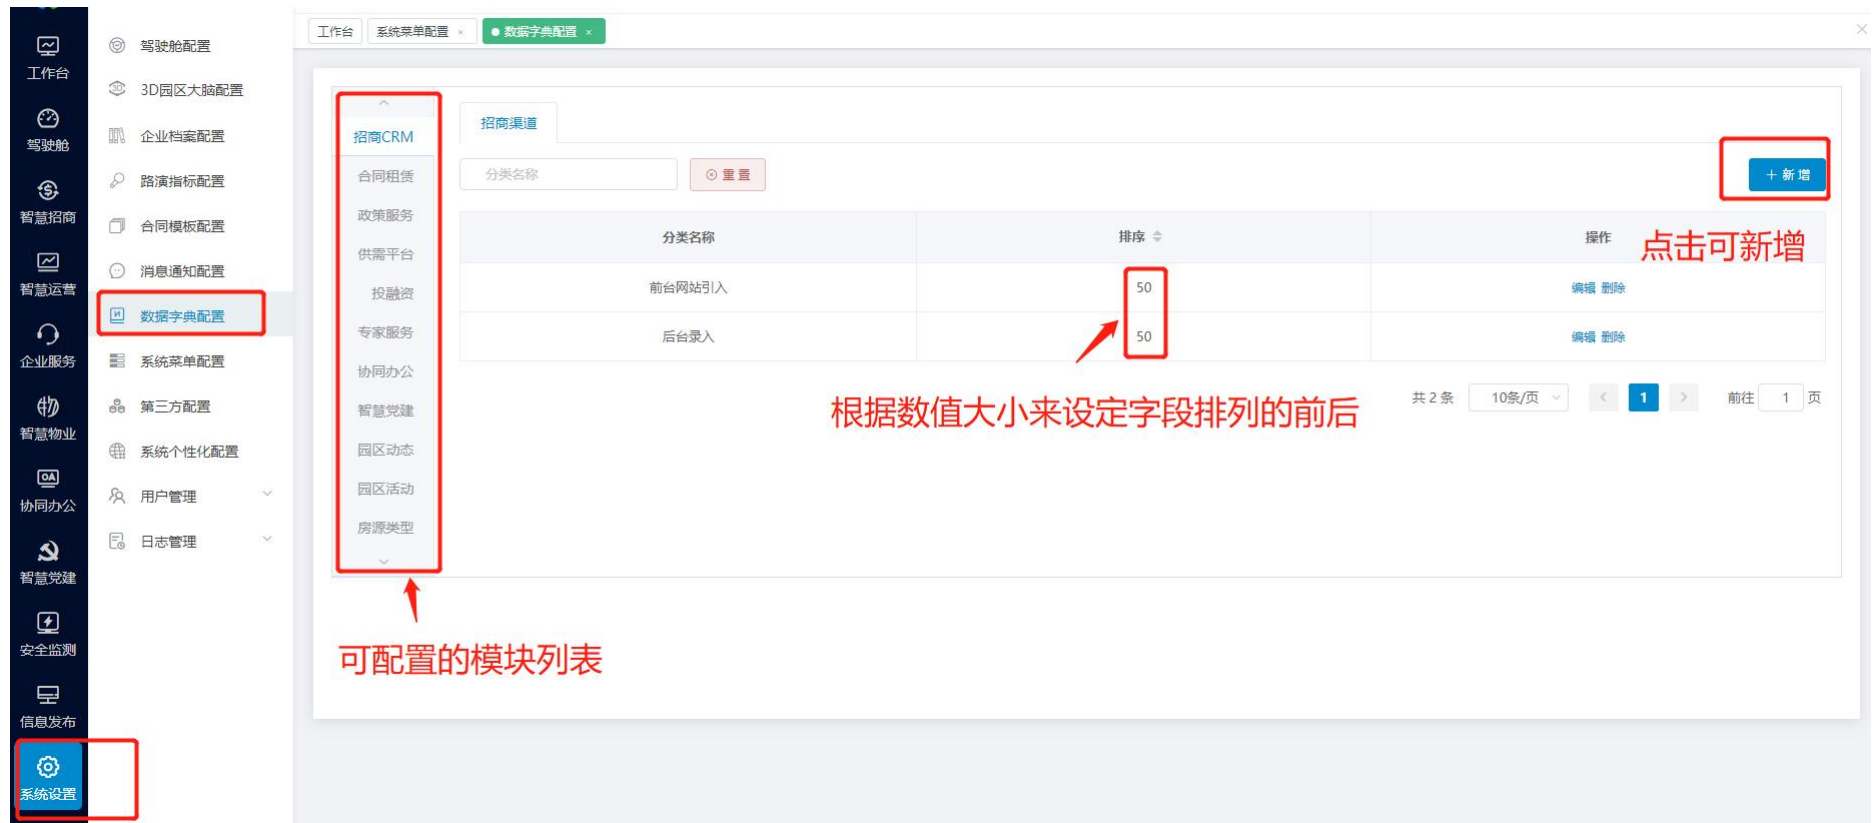 工作台
驾驶舱
智慧招商
智慧运营
企业服务
智慧物业
OA
协同办公
智慧党建
安全监测
信息发布
系统设置
驾驶舱配置
3D园区大脑配置
企业档案配置
路演指标配置
合同模板配置
消息通知配置
数据字典配置
系统菜单配置
第三方配置
系统个性化配置
用户管理
日志管理
工作台 系统菜单配置 × 数据字典配置 ×
招商CRM
合同租赁
政策服务
供需平台
投融资
专家服务
协同办公
智慧党建
园区动态
园区活动
房源类型
可配置的模块列表
招商渠道
分类名称 重置 + 新增
点击可新增
分类名称 排序 操作
前台网站引入 50 编辑 删除
后台录入 50 编辑 删除
根据数值大小来设定字段排列的前后
共 2 条 10条/页 < 1 > 前往 1 页